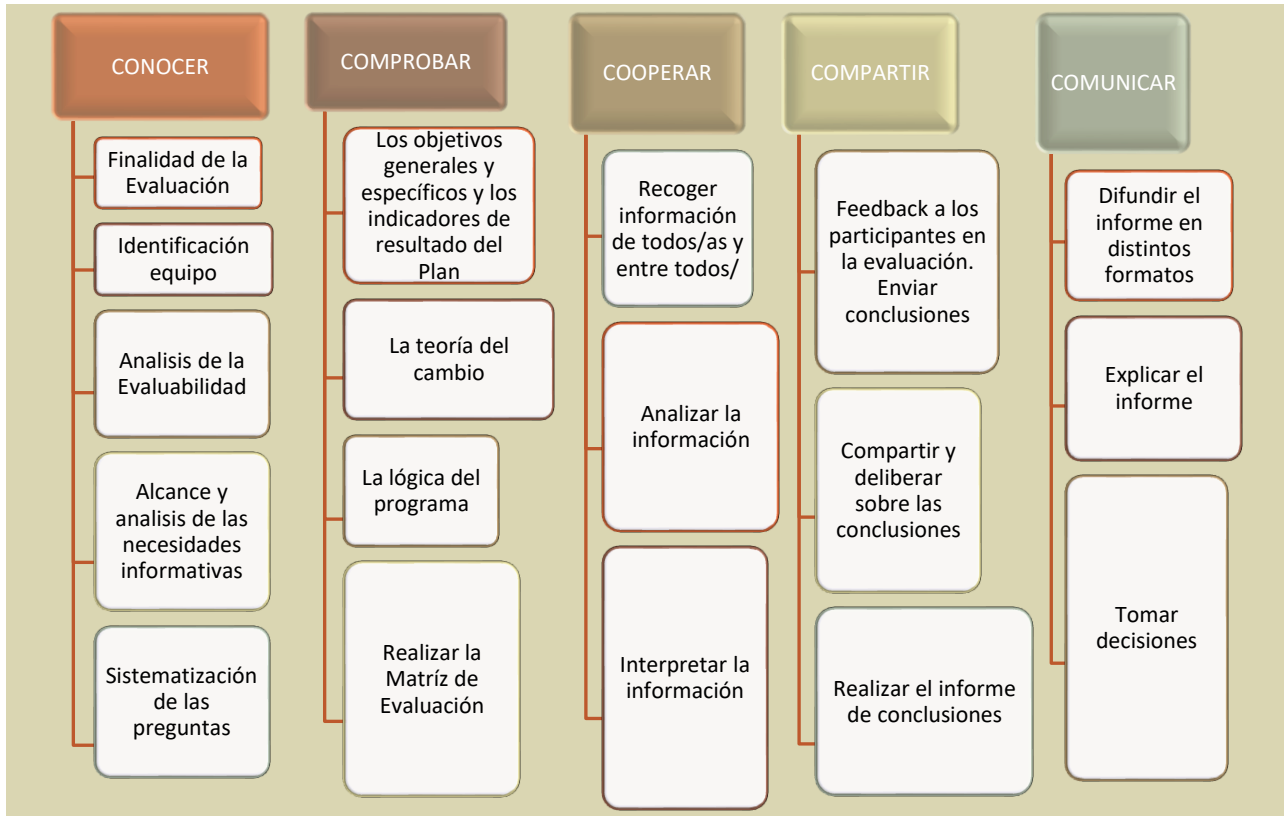 CONOCER
Finalidad de la
Evaluación
Identificación
equipo
Analisis de la
Evaluabilidad
Alcance y
analisis de las
necesidades
informativas
Sistematización
de las
preguntas
COMPROBAR
Los objetivos
generales y
específicos y los
indicadores de
resultado del
Plan
La teoría del
cambio
La lógica del
programa
Realizar la
Matríz de
Evaluación
COOPERAR
Recoger
información
de todos/as y
entre todos/
Analizar la
información
Interpretar la
información
COMPARTIR
Feedback a los
participantes en
la evaluación.
Enviar
conclusiones
Compartir y
deliberar
sobre las
conclusiones
Realizar el informe
de conclusiones
COMUNICAR
Difundir el
informe en
distintos
formatos
Explicar el
informe
Tomar
decisiones